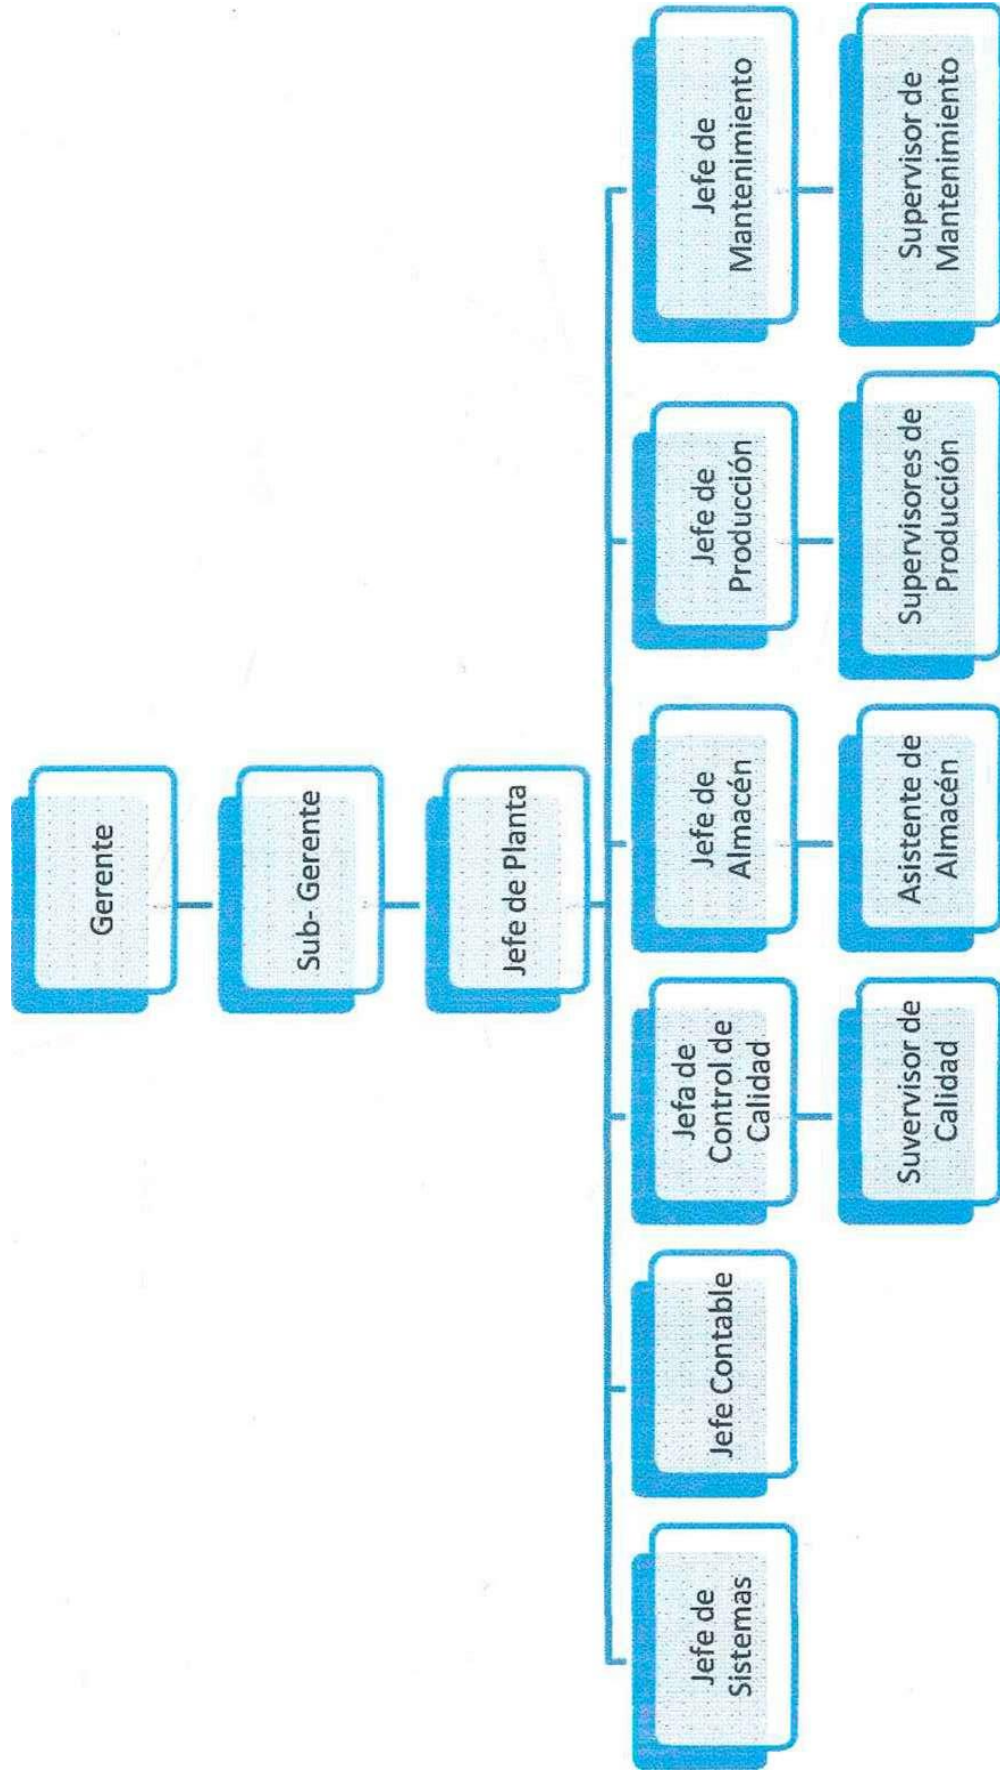 Gerente
Sub- Gerente
Jefe de Planta
Jefe de
Sistemas
Jefe Contable
Jefa de
Control de
Calidad
Jefe de
Almacén
Jefe de
Producción
Jefe de
Mantenimiento
Suvervisor de
Calidad
Asistente de
Almacén
Supervisores de
Producción
Supervisor de
Mantenimiento